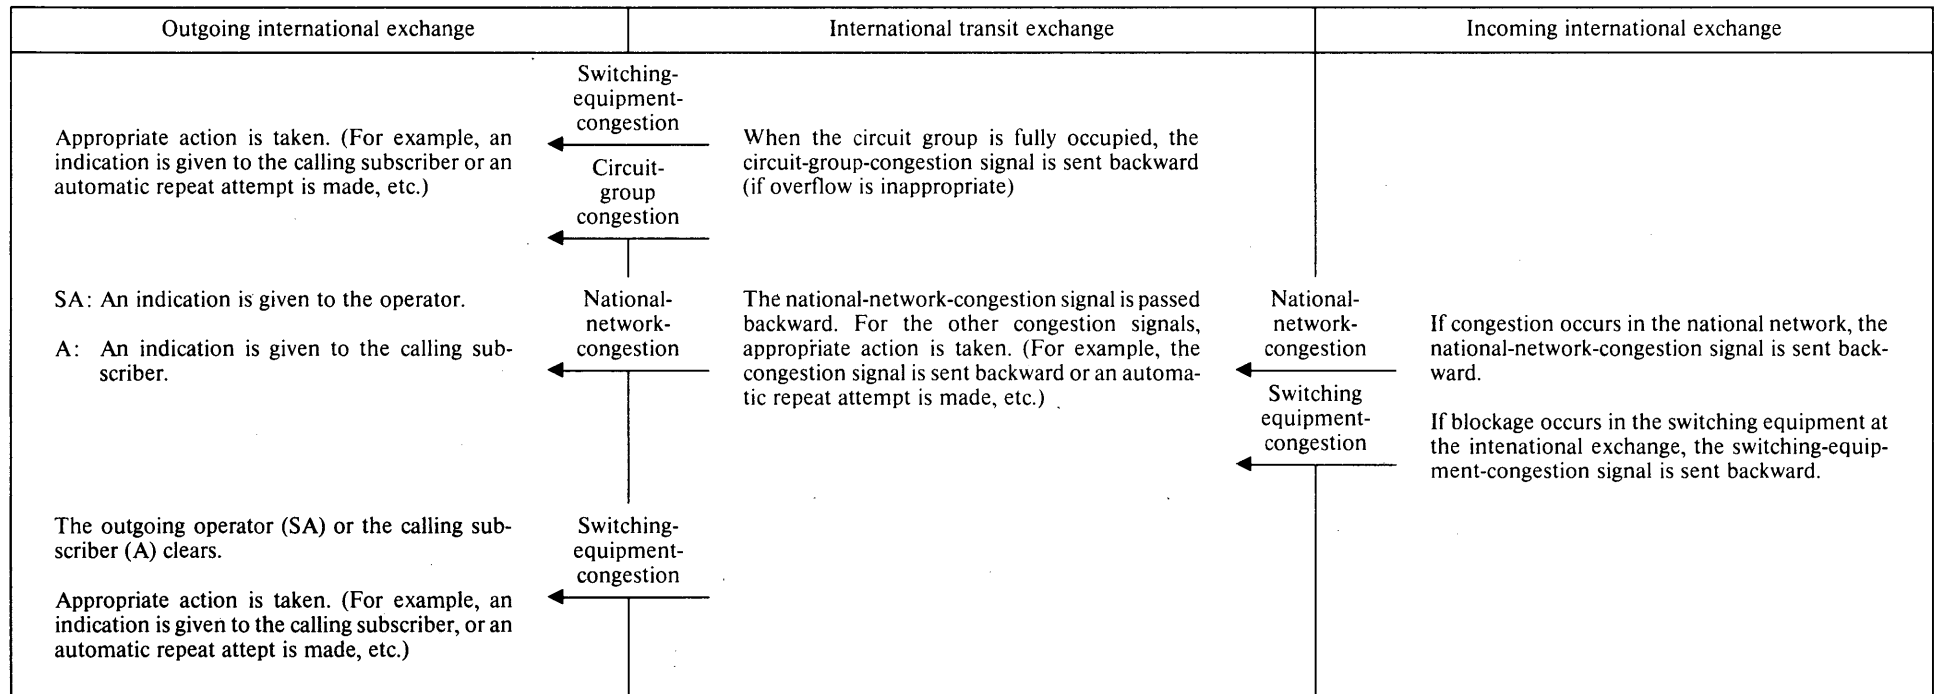 Outgoing international exchange
International transit exchange
Incoming international exchange
Switching-
equipment-
congestion
Appropriate action is taken. (For example, an
indication is given to the calling subscriber or an
automatic repeat attempt is made, etc.)
Circuit-
group
congestion
When the circuit group is fully occupied, the
circuit-group-congestion signal is sent backward
(if overflow is inappropriate)
SA: An indication is given to the operator.
A: An indication is given to the calling sub-
scriber.
National-
network-
congestion
The national-network-congestion signal is passed
backward. For the other congestion signals,
appropriate action is taken. (For example, the
congestion signal is sent backward or an automa-
tic repeat attempt is made, etc.)
National-
network-
congestion
Switching
equipment-
congestion
If congestion occurs in the national network, the
national-network-congestion signal is sent back-
ward.
If blockage occurs in the switching equipment at
the intenational exchange, the switching-equip-
ment-congestion signal is sent backward.
The outgoing operator (SA) or the calling sub-
scriber (A) clears.
Switching-
equipment-
congestion
Appropriate action is taken. (For example, an
indication is given to the calling subscriber, or an
automatic repeat attept is made, etc.)